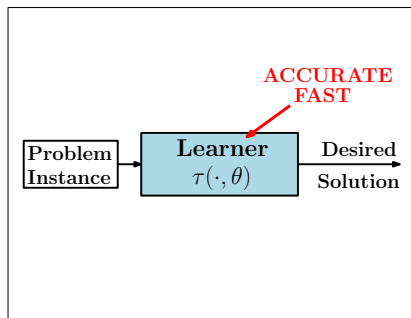 ACCURATE
FAST
Problem
Instance
Learner
τ(·, θ)
Desired
Solution